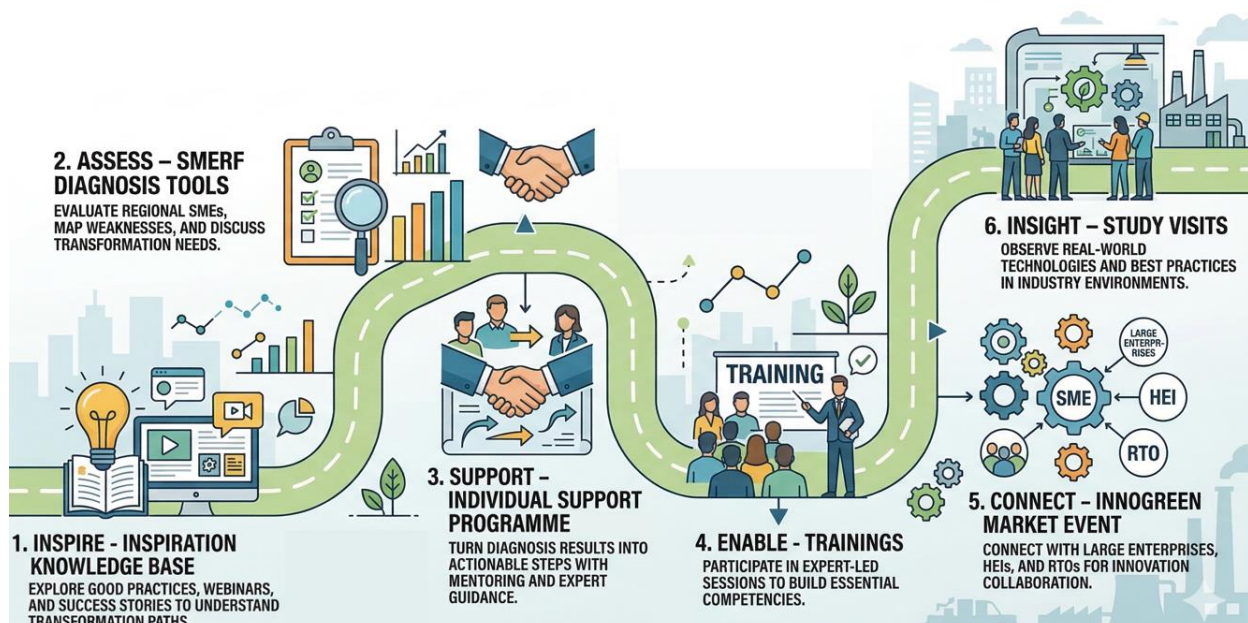 1. INSPIRE - INSPIRATION
KNOWLEDGE BASE
EXPLORE GOOD PRACTICES, WEBINARS,
AND SUCCESS STORIES TO UNDERSTAND
TRANSFORMATION PATHS
2. ASSESS – SMERF
DIAGNOSIS TOOLS
EVALUATE REGIONAL SMEs,
MAP WEAKNESSES, AND DISCUSS
TRANSFORMATION NEEDS.
3. SUPPORT –
INDIVIDUAL SUPPORT
PROGRAMME
TURN DIAGNOSIS RESULTS INTO
ACTIONABLE STEPS WITH
MENTORING AND EXPERT
GUIDANCE.
TRAINING
4. ENABLE - TRAININGS
PARTICIPATE IN EXPERT-LED
SESSIONS TO BUILD ESSENTIAL
COMPETENCIES.
LARGE
ENTERPR-
RISES
SME
HEI
RTO
5. CONNECT – INNOGREEN
MARKET EVENT
CONNECT WITH LARGE ENTERPRISES,
HEIs, AND RTOs FOR INNOVATION
COLLABORATION.
6. INSIGHT – STUDY VISITS
OBSERVE REAL-WORLD
TECHNOLOGIES AND BEST PRACTICES
IN INDUSTRY ENVIRONMENTS.